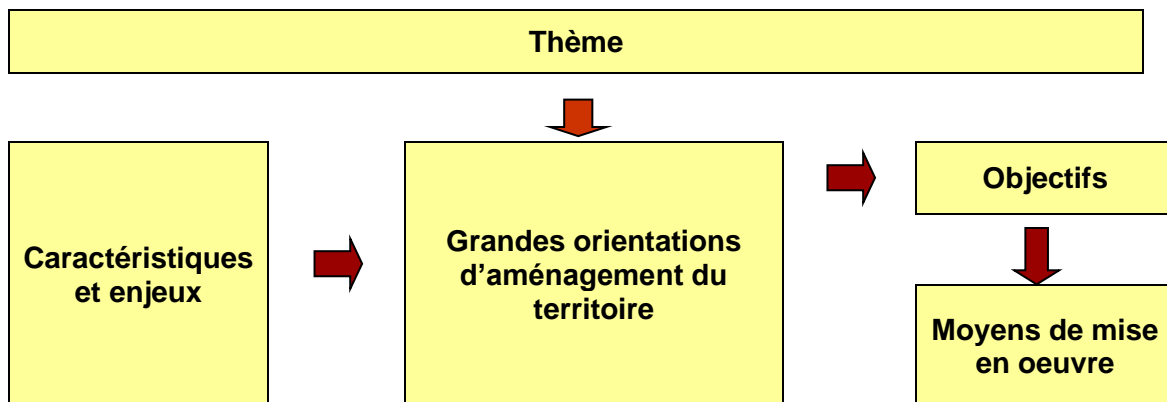 Thème
Caractéristiques
et enjeux
Grandes orientations
d’aménagement du
territoire
Objectifs
Moyens de mise
en oeuvre